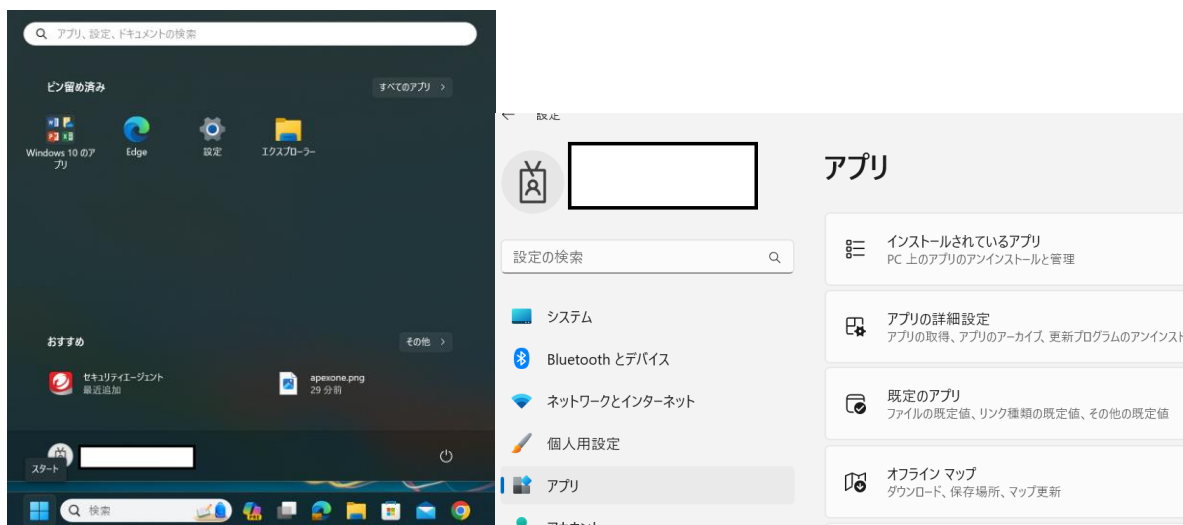 アプリ、設定、ドキュメントの検索
ピン留め済み
すべてのアプリ >
Windows 10 のア
プリ
Edge
設定
エクスプローラー
おすすめ
その他 >
セキュリティエージェント
最近追加
apexone.png
29 分前
スタート
検索
← 設定
設定の検索
システム
Bluetooth とデバイス
ネットワークとインターネット
個人用設定
アプリ
アカウント
アプリ
インストールされているアプリ
PC 上のアプリのアンインストールと管理
アプリの詳細設定
アプリの取得、アプリのアーカイブ、更新プログラムのアンインスト
既定のアプリ
ファイルの既定値、リンク種類の既定値、その他の既定値
オフライン マップ
ダウンロード、保存場所、マップ更新